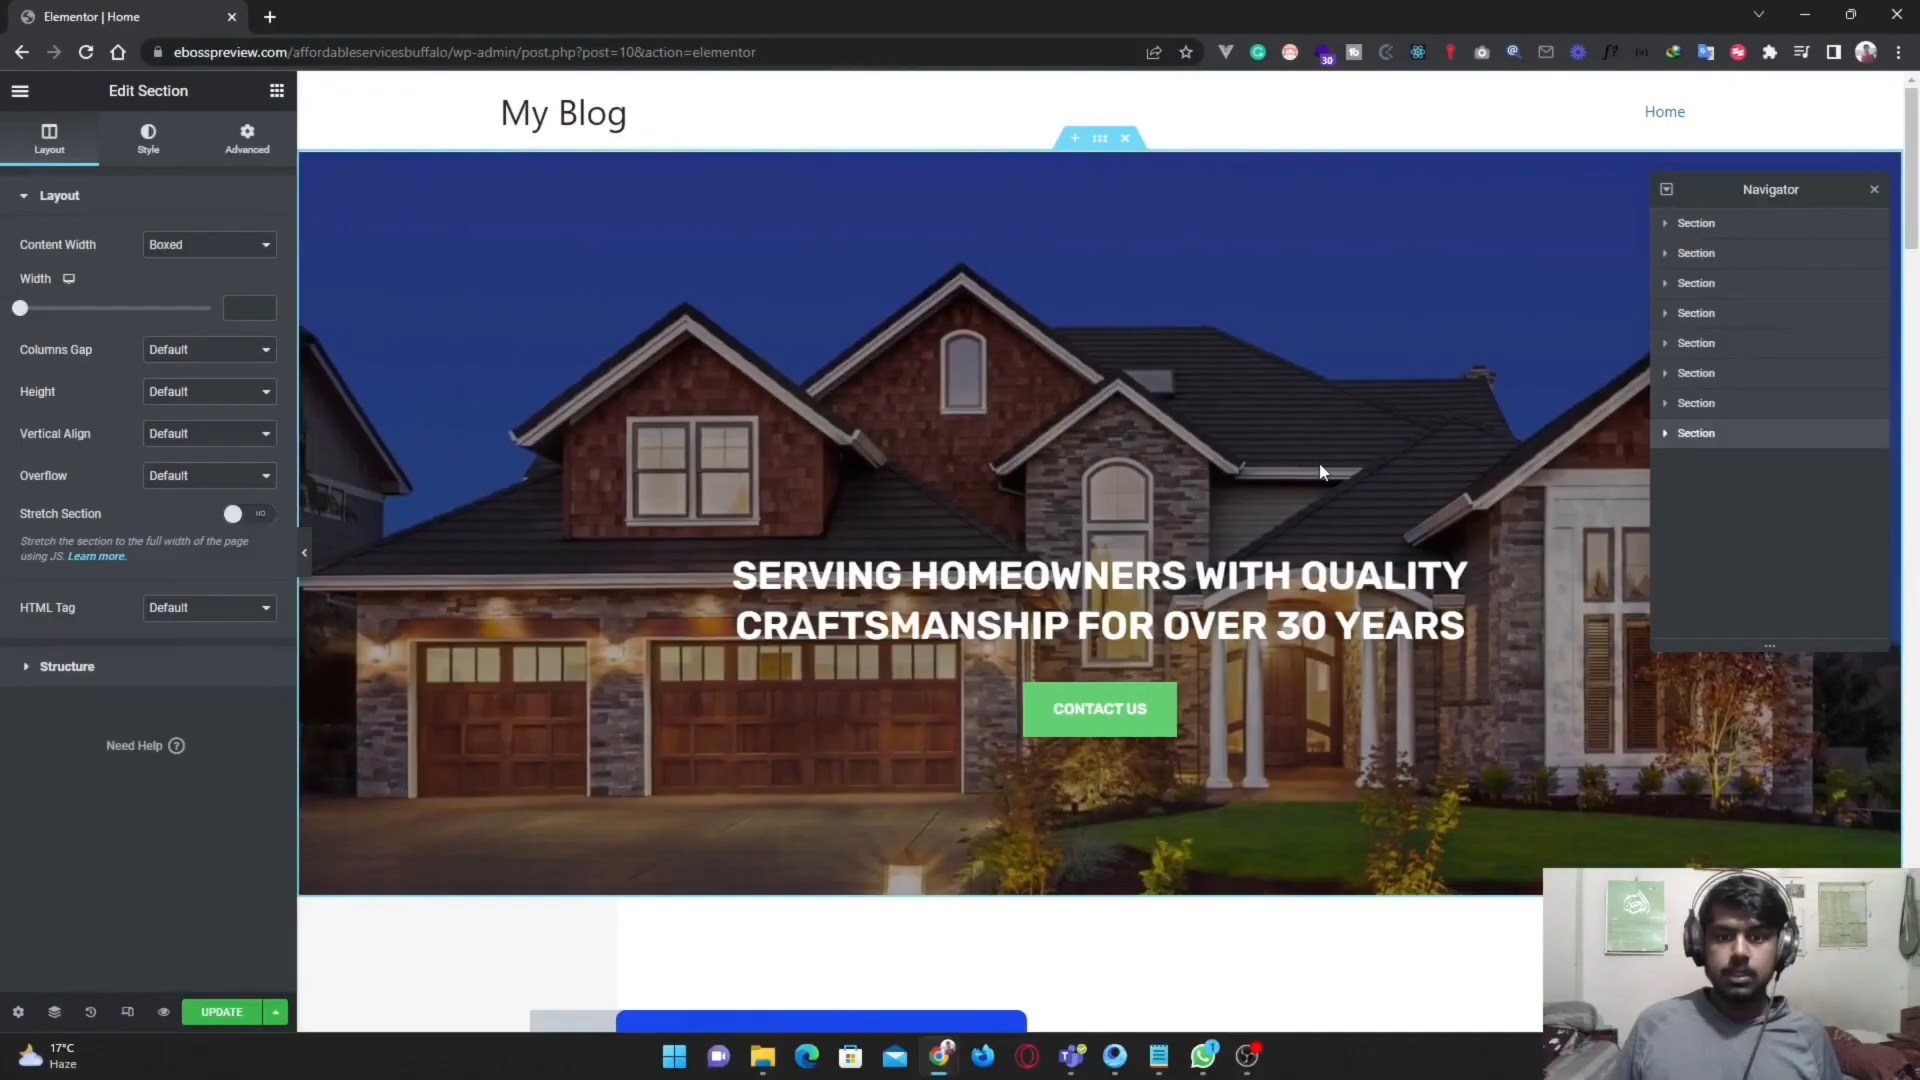 Elementor | Home
ebosspreview.com/affordableservicesbuffalo/wp-admin/post.php?post=10&action=elementor
30
Edit Section
Layout
Style
Advanced
Layout
Content Width
Boxed
Width
Columns Gap
Default
Height
Default
Vertical Align
Default
Overflow
Default
Stretch Section
NO
Stretch the section to the full width of the page
using JS. Learn more.
HTML Tag
Default
Structure
Need Help
UPDATE
My Blog
Home
Navigator
Section
Section
Section
Section
Section
Section
Section
Section
SERVING HOMEOWNERS WITH QUALITY
CRAFTSMANSHIP FOR OVER 30 YEARS
CONTACT US
17°C
Haze
1